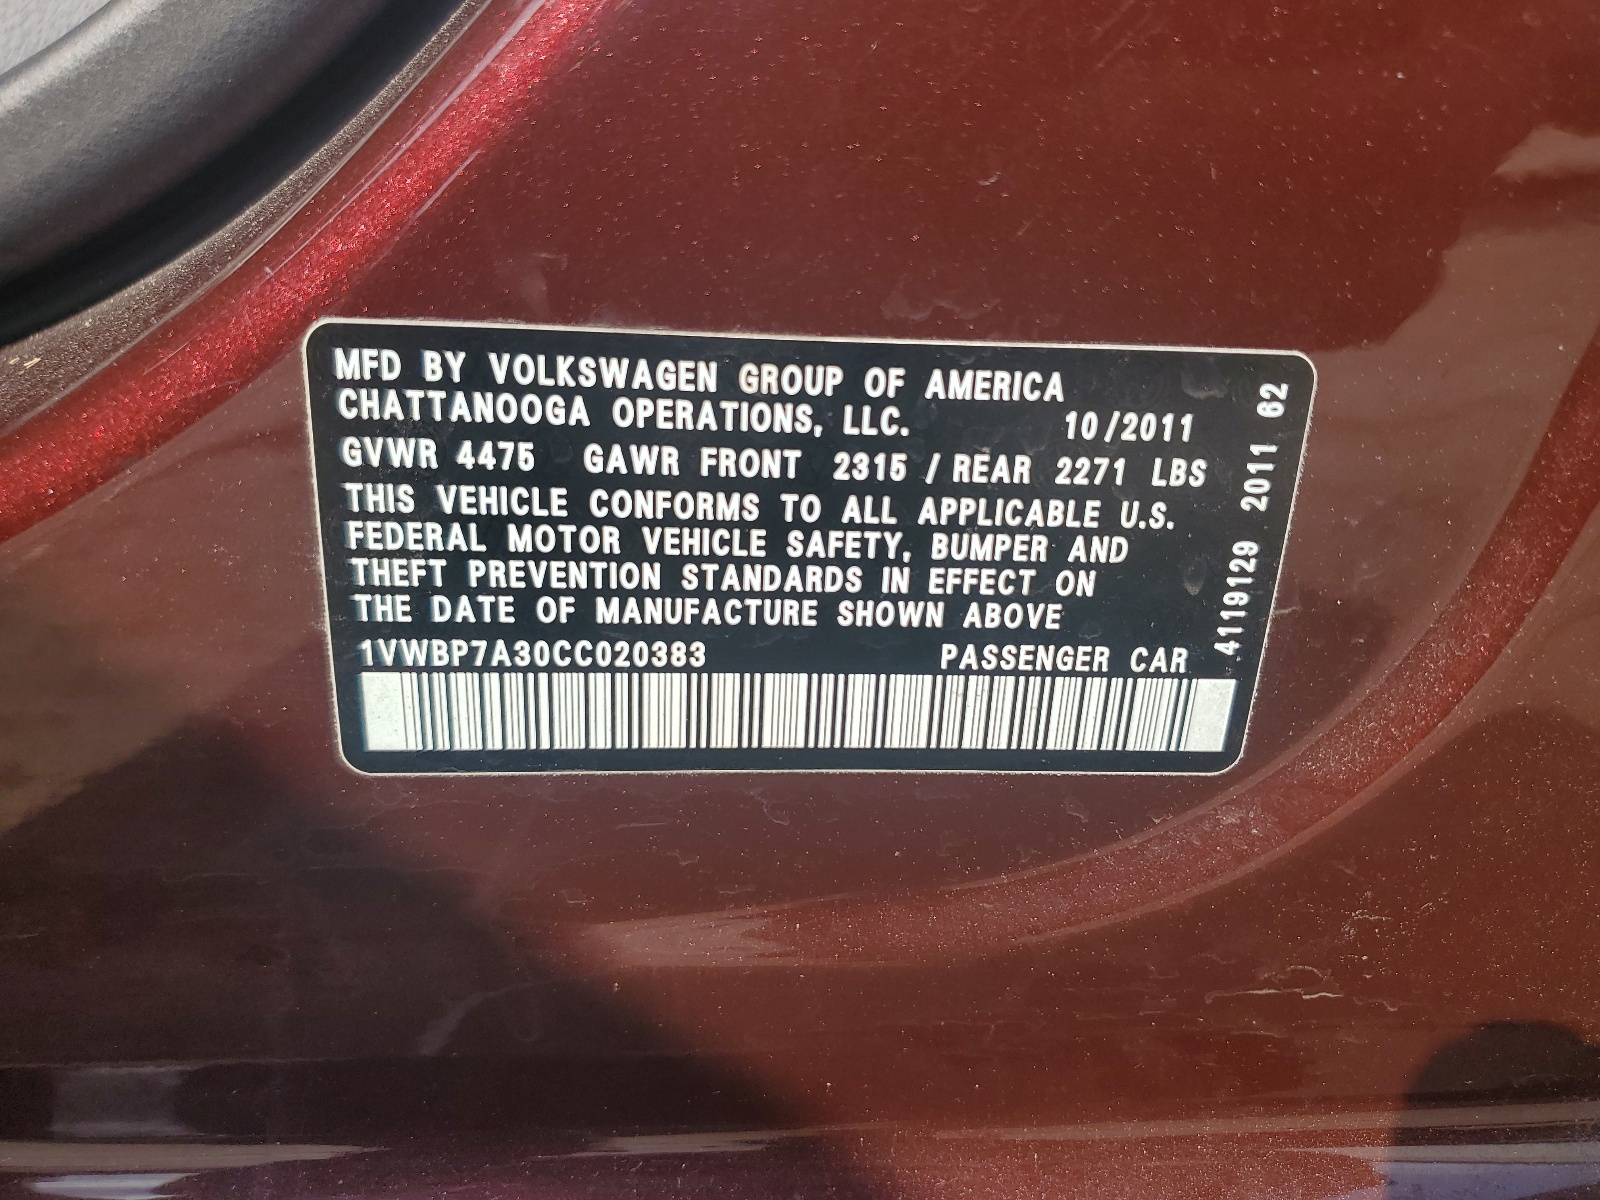 MFD BY VOLKSWAGEN GROUP OF AMERICA
CHATTANOOGA OPERATIONS, LLC. 10/2011
GVWR 4475 GAWR FRONT 2315 / REAR 2271 LBS
THIS VEHICLE CONFORMS TO ALL APPLICABLE U.S.
FEDERAL MOTOR VEHICLE SAFETY, BUMPER AND
THEFT PREVENTION STANDARDS IN EFFECT ON
THE DATE OF MANUFACTURE SHOWN ABOVE
1VWBP7A30CC020383 PASSENGER CAR
4119129 2011 62